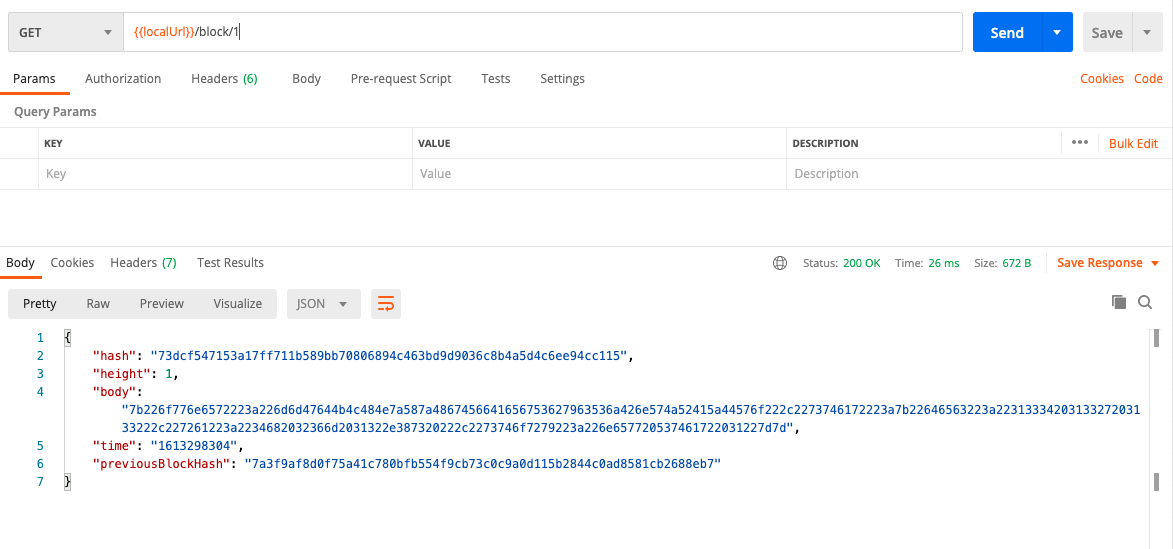 GET {{localUrl}}/block/1 Send Save
Params Authorization Headers (6) Body Pre-request Script Tests Settings Cookies Code
Query Params
KEY VALUE DESCRIPTION ••• Bulk Edit
Key Value Description
Body Cookies Headers (7) Test Results Status: 200 OK Time: 26 ms Size: 672 B Save Response
Pretty Raw Preview Visualize JSON
1 {
2 "hash": "73dcf547153a17ff711b589bb70806894c463bd9d9036c8b4a5d4c6ee94cc115",
3 "height": 1,
4 "body":
"7b226f776e6572223a226d6d47644b4c484e7a587a4867456641656753627963536a426e574a52415a44576f222c2273746172223a7b22646563223a22313334203133272031
33222c227261223a2234682032366d2031322e387320222c2273746f7279223a226e657720537461722031227d7d",
5 "time": "1613298304",
6 "previousBlockHash": "7a3f9af8d0f75a41c780bfb554f9cb73c0c9a0d115b2844c0ad8581cb2688eb7"
7 }